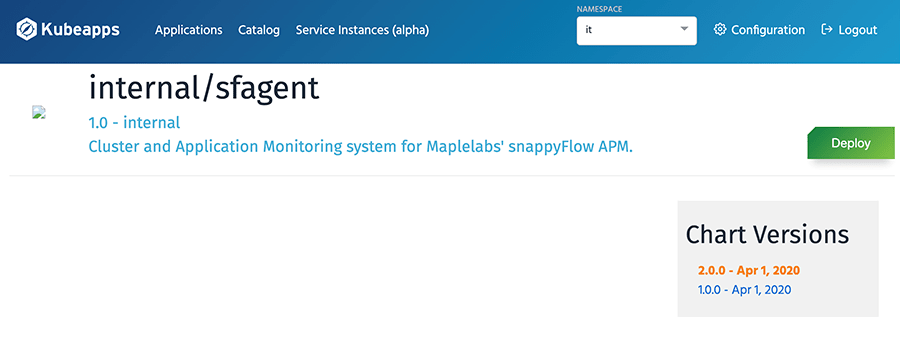 Kubeapps
Applications
Catalog
Service Instances (alpha)
NAMESPACE
it
Configuration
Logout
internal/sfagent
1.0 - internal
Cluster and Application Monitoring system for Maplelabs' snappyFlow APM.
Deploy
Chart Versions
2.0.0 - Apr 1, 2020
1.0.0 - Apr 1, 2020